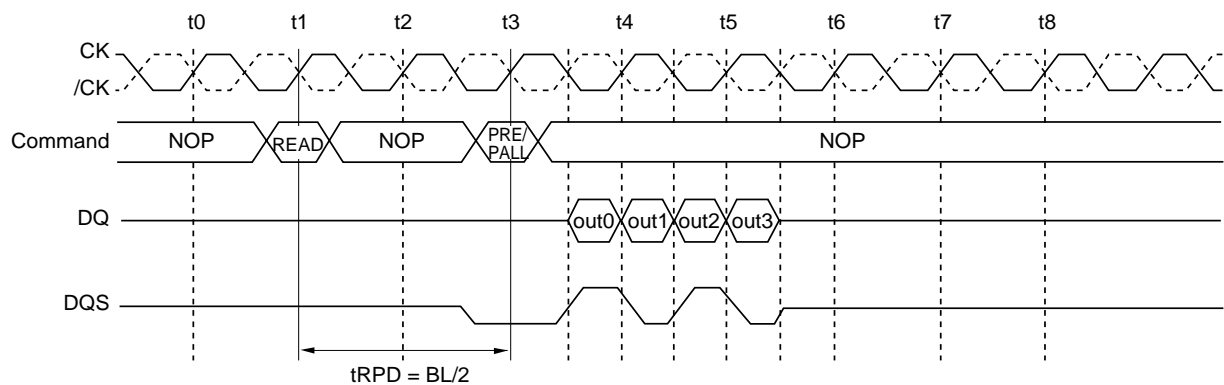 t0 t1 t2 t3 t4 t5 t6 t7 t8
CK
/CK
Command NOP READ NOP PRE/ NOP
PALL
DQ out0 out1 out2 out3
DQS
tRPD = BL/2